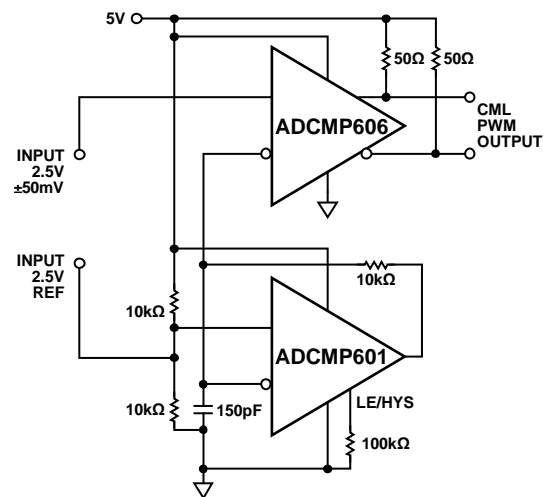 5V
50Ω
50Ω
ADCMP606
CML
PWM
OUTPUT
INPUT
2.5V
±50mV
INPUT
2.5V
REF
10kΩ
10kΩ
ADCMP601
10kΩ
150pF
LE/HYS
100kΩ